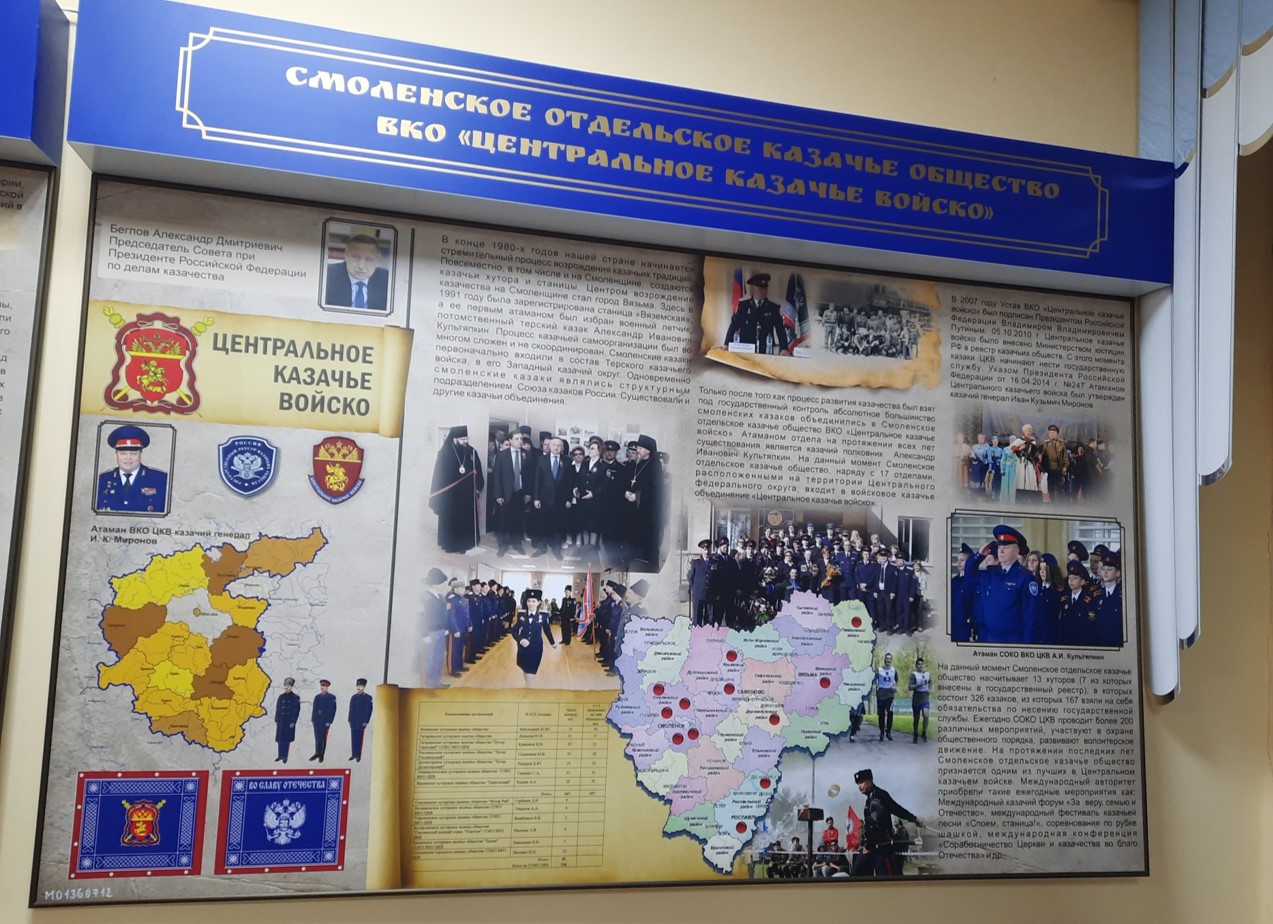 СМОЛЕНСКОЕ ОТДЕЛЬСКОЕ КАЗАЧЬЕ ОБЩЕСТВО
ВКО «ЦЕНТРАЛЬНОЕ КАЗАЧЬЕ ВОЙСКО»
Беглов Александр Дмитриевич
Председатель Совета при
Президенте Российской Федерации
по делам казачества
ЦЕНТРАЛЬНОЕ
КАЗАЧЬЕ
ВОЙСКО
РОССИЯ
Атаман ВКО ЦКВ казачий генерал
И. К. Миронов
ВО СЛАВУ ОТЕЧЕСТВА
В конце 1980-х годов нашей стране начинается
стремительный процесс возрождения казачьих традиций.
Повсеместно, в том числе и на Смоленщине, создаются
казачьи хутора и станицы. Центром возрождения
казачества на Смоленщине стал город Вязьма. Здесь в
1991 году была зарегистрирована станица «Вяземская»,
а ее первым атаманом был избран военный летчик,
потомственный терский казак Александр Иванович
Культяпкин. Процесс казачьей самоорганизации был во
многом сложен и не скоординирован. Смоленские казаки
первоначально входили в состав Терского казачьего
войска, в его Западный казачий округ. Одновременно
смоленские казаки являлись структурным
подразделением Союза казаков России. Существовали и
другие казачьи объединения.
Только после того как процесс развития казачества был взят
под государственный контроль абсолютное большинство
смоленских казаков объединились в Смоленское
отдельское казачье общество ВКО «Центральное казачье
войско». Атаманом отдела на протяжении всех лет
существования является казачий полковник Александр
Иванович Культяпкин. На данный момент Смоленское
отдельское казачье общество, наряду с 17 отделами,
расположенными на территории Центрального
федерального округа, входит в войсковое казачье
объединение «Центральное казачье войско».
В 2007 году Устав ВКО «Центральное казачье
войско» был подписан Президентом Российской
Федерации Владимиром Владимировичем
Путиным. 05.10.2010 г. Центральное казачье
войско было внесено Министерством юстиции
РФ в реестр казачьих обществ. С этого момента
казаки ЦКВ начинают нести государственную
службу. Указом Президента Российской
Федерации от 16.04.2014 г. №247 Атаманом
Центрального казачьего войска был утвержден
казачий генерал Иван Кузьмич Миронов.
Атаман СОКО ВКО ЦКВ А.И. Культяпкин
На данный момент Смоленское отдельское казачье
общество насчитывает 13 хуторов (7 из которых
внесены в государственный реестр), в которых
состоит 326 казаков, из которых 167 взяли на себя
обязательства по несению государственной
службы. Ежегодно СОКО ЦКВ проводит более 200
различных мероприятий, участвуют в охране
общественного порядка, развивают волонтерское
движение. На протяжении последних лет
Смоленское отдельское казачье общество
признается одним из лучших в Центральном
казачьем войске. Международный авторитет
приобрели такие ежегодные мероприятия как:
Международный казачий форум «За веру, семью и
Отечество», международный фестиваль казачьей
песни «Споем, станица!», соревнования по рубке
шашкой, международная конференция
«Соработничество Церкви и казачества во благо
Отечества» и др.
СМОЛЕНСК
САФОНОВО
ВЯЗЬМА
РОСЛАВЛЬ
М01360712